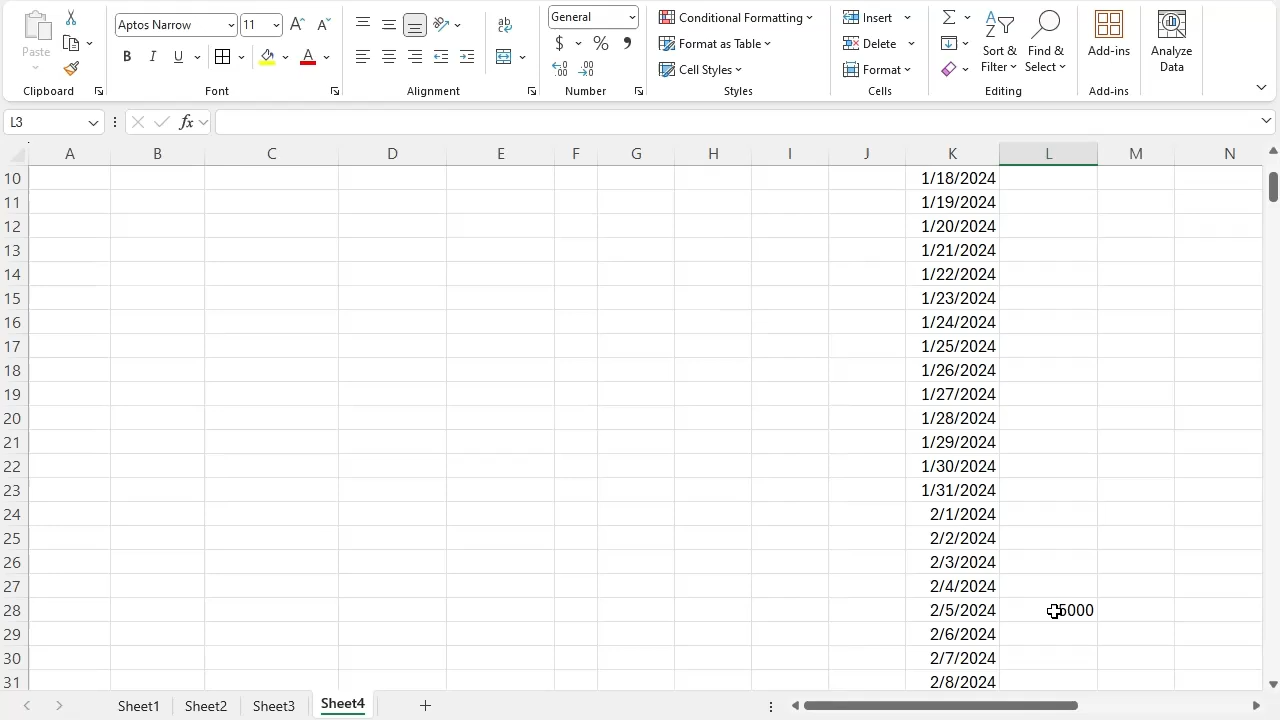 Paste
Clipboard
Aptos Narrow
11
A A
B I U A
Font
ab
Alignment
General
$ % 9
Number
Conditional Formatting
Format as Table
Cell Styles
Styles
Insert
Delete
Format
Cells
Sort & Filter
Find & Select
Editing
Add-ins
Add-ins
Analyze Data
L3
fx
A B C D E F G H I J K L M N
10 1/18/2024
11 1/19/2024
12 1/20/2024
13 1/21/2024
14 1/22/2024
15 1/23/2024
16 1/24/2024
17 1/25/2024
18 1/26/2024
19 1/27/2024
20 1/28/2024
21 1/29/2024
22 1/30/2024
23 1/31/2024
24 2/1/2024
25 2/2/2024
26 2/3/2024
27 2/4/2024
28 2/5/2024 5000
29 2/6/2024
30 2/7/2024
31 2/8/2024
Sheet1 Sheet2 Sheet3 Sheet4